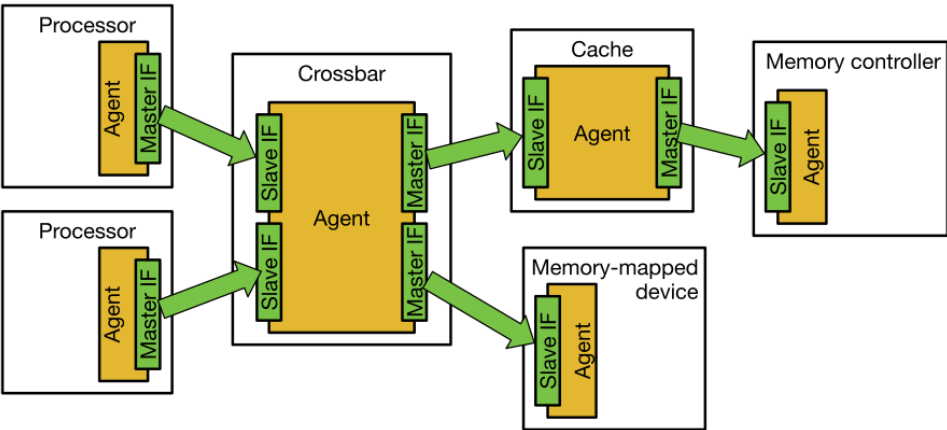 Processor
Agent
Master IF
Processor
Agent
Master IF
Crossbar
Slave IF
Slave IF
Agent
Master IF
Master IF
Cache
Slave IF
Agent
Master IF
Memory controller
Slave IF
Agent
Memory-mapped
device
Slave IF
Agent